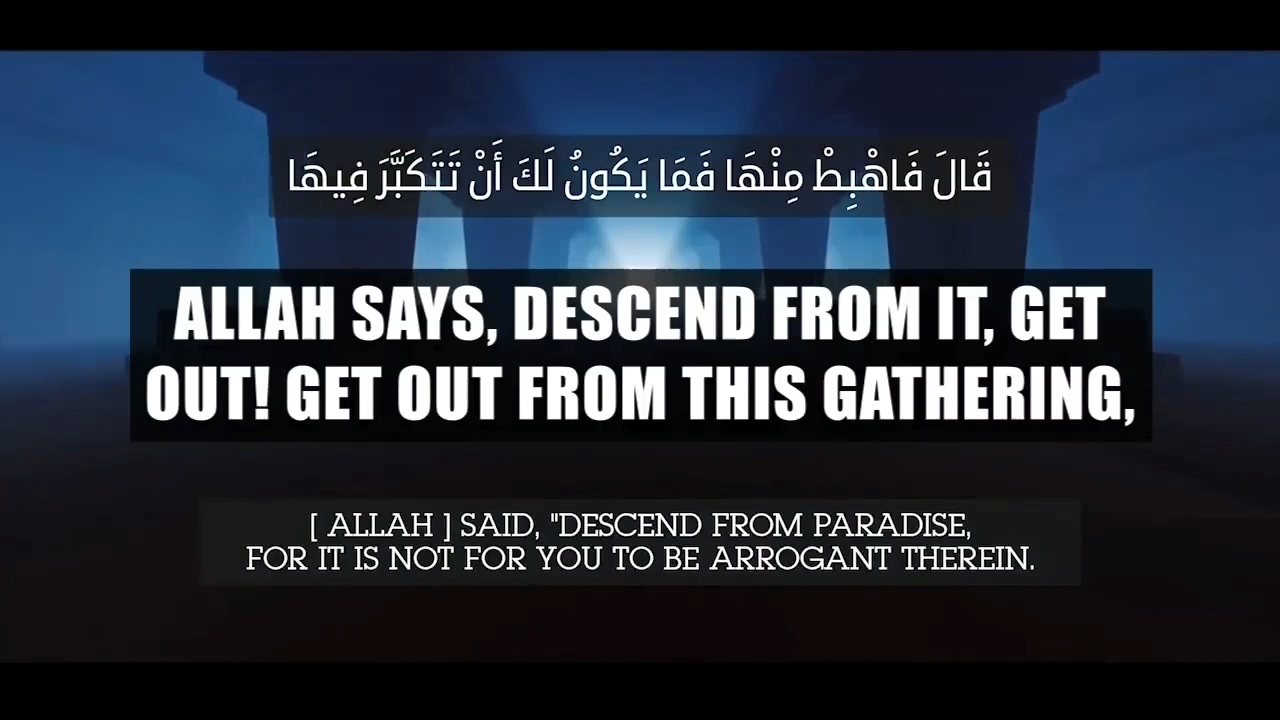 قَالَ فَاهْبِطْ مِنْهَا فَمَا يَكُونُ لَكَ أَنْ تَتَكَبَّرَ فِيهَا
ALLAH SAYS, DESCEND FROM IT, GET
OUT! GET OUT FROM THIS GATHERING,
[ ALLAH ] SAID, "DESCEND FROM PARADISE,
FOR IT IS NOT FOR YOU TO BE ARROGANT THEREIN.